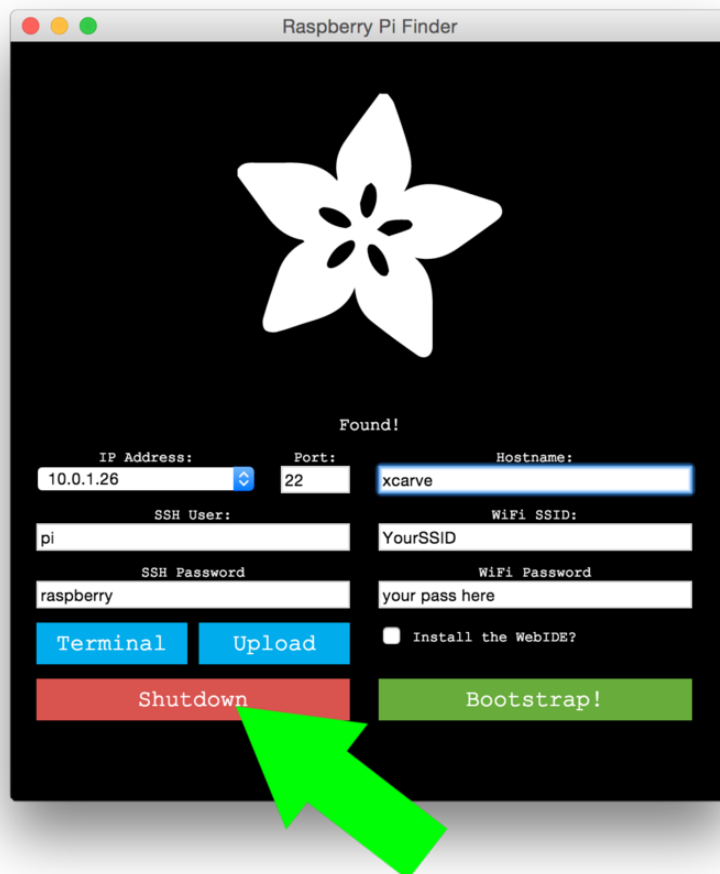 Raspberry Pi Finder
Found!
IP Address: Port: Hostname:
10.0.1.26 22 xcarve
SSH User: WiFi SSID:
pi YourSSID
SSH Password WiFi Password
raspberry your pass here
Terminal Upload Install the WebIDE?
Shutdown Bootstrap!